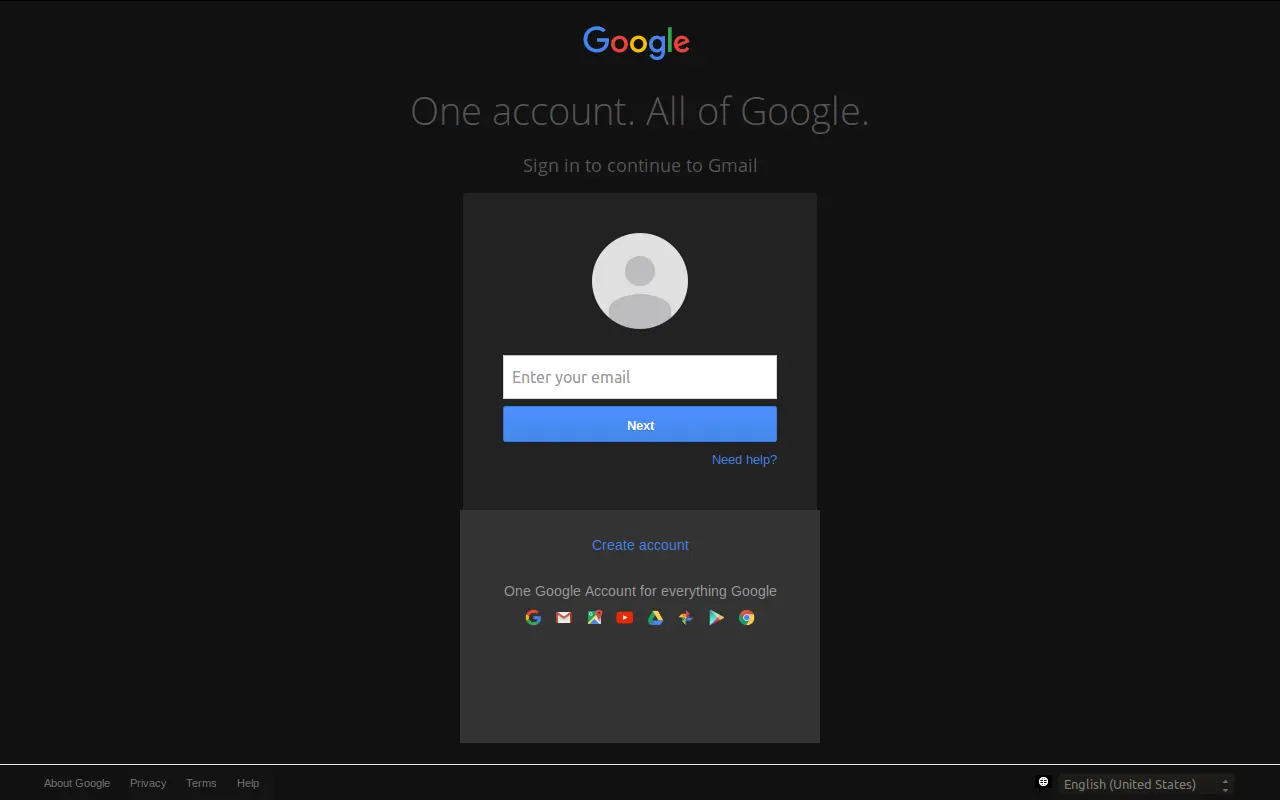 Google
One account. All of Google.
Sign in to continue to Gmail
Enter your email
Next
Need help?
Create account
One Google Account for everything Google
About Google Privacy Terms Help English (United States)